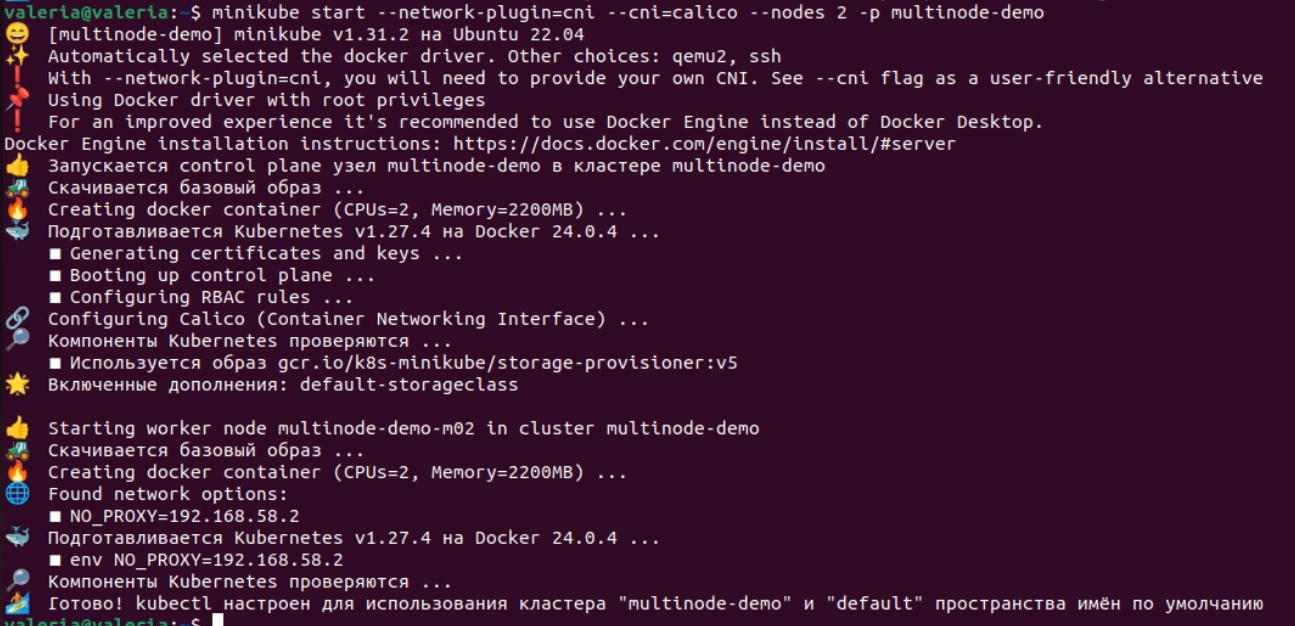 valeria@valeria:~$ minikube start --network-plugin=cni --cni=calico --nodes 2 -p multinode-demo
😄 [multinode-demo] minikube v1.31.2 на Ubuntu 22.04
✨ Automatically selected the docker driver. Other choices: qemu2, ssh
❗ With --network-plugin=cni, you will need to provide your own CNI. See --cni flag as a user-friendly alternative
📌 Using Docker driver with root privileges
❗ For an improved experience it's recommended to use Docker Engine instead of Docker Desktop.
Docker Engine installation instructions: https://docs.docker.com/engine/install/#server
👍 Запускается control plane узел multinode-demo в кластере multinode-demo
🚜 Скачивается базовый образ ...
🔥 Creating docker container (CPUs=2, Memory=2200MB) ...
🐳 Подготавливается Kubernetes v1.27.4 на Docker 24.0.4 ...
■ Generating certificates and keys ...
■ Booting up control plane ...
■ Configuring RBAC rules ...
🔗 Configuring Calico (Container Networking Interface) ...
🔎 Компоненты Kubernetes проверяются ...
■ Используется образ gcr.io/k8s-minikube/storage-provisioner:v5
🌟 Включенные дополнения: default-storageclass
👍 Starting worker node multinode-demo-m02 in cluster multinode-demo
🚜 Скачивается базовый образ ...
🔥 Creating docker container (CPUs=2, Memory=2200MB) ...
🌐 Found network options:
■ NO_PROXY=192.168.58.2
🐳 Подготавливается Kubernetes v1.27.4 на Docker 24.0.4 ...
■ env NO_PROXY=192.168.58.2
🔎 Компоненты Kubernetes проверяются ...
🏄 Готово! kubectl настроен для использования кластера "multinode-demo" и "default" пространства имён по умолчанию
valeria@valeria:~$